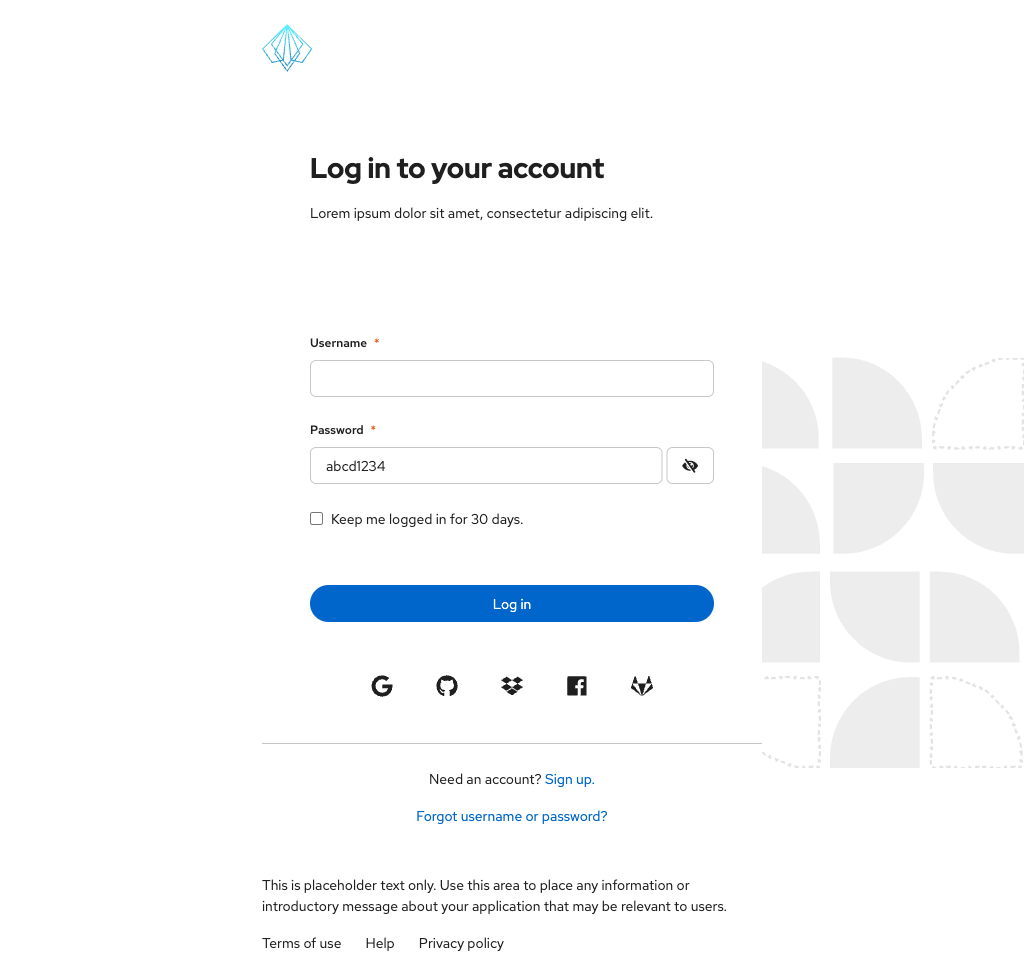 Log in to your account
Lorem ipsum dolor sit amet, consectetur adipiscing elit.
Username *
Password *
abcd1234
Keep me logged in for 30 days.
Log in
Need an account? Sign up.
Forgot username or password?
This is placeholder text only. Use this area to place any information or
introductory message about your application that may be relevant to users.
Terms of use Help Privacy policy